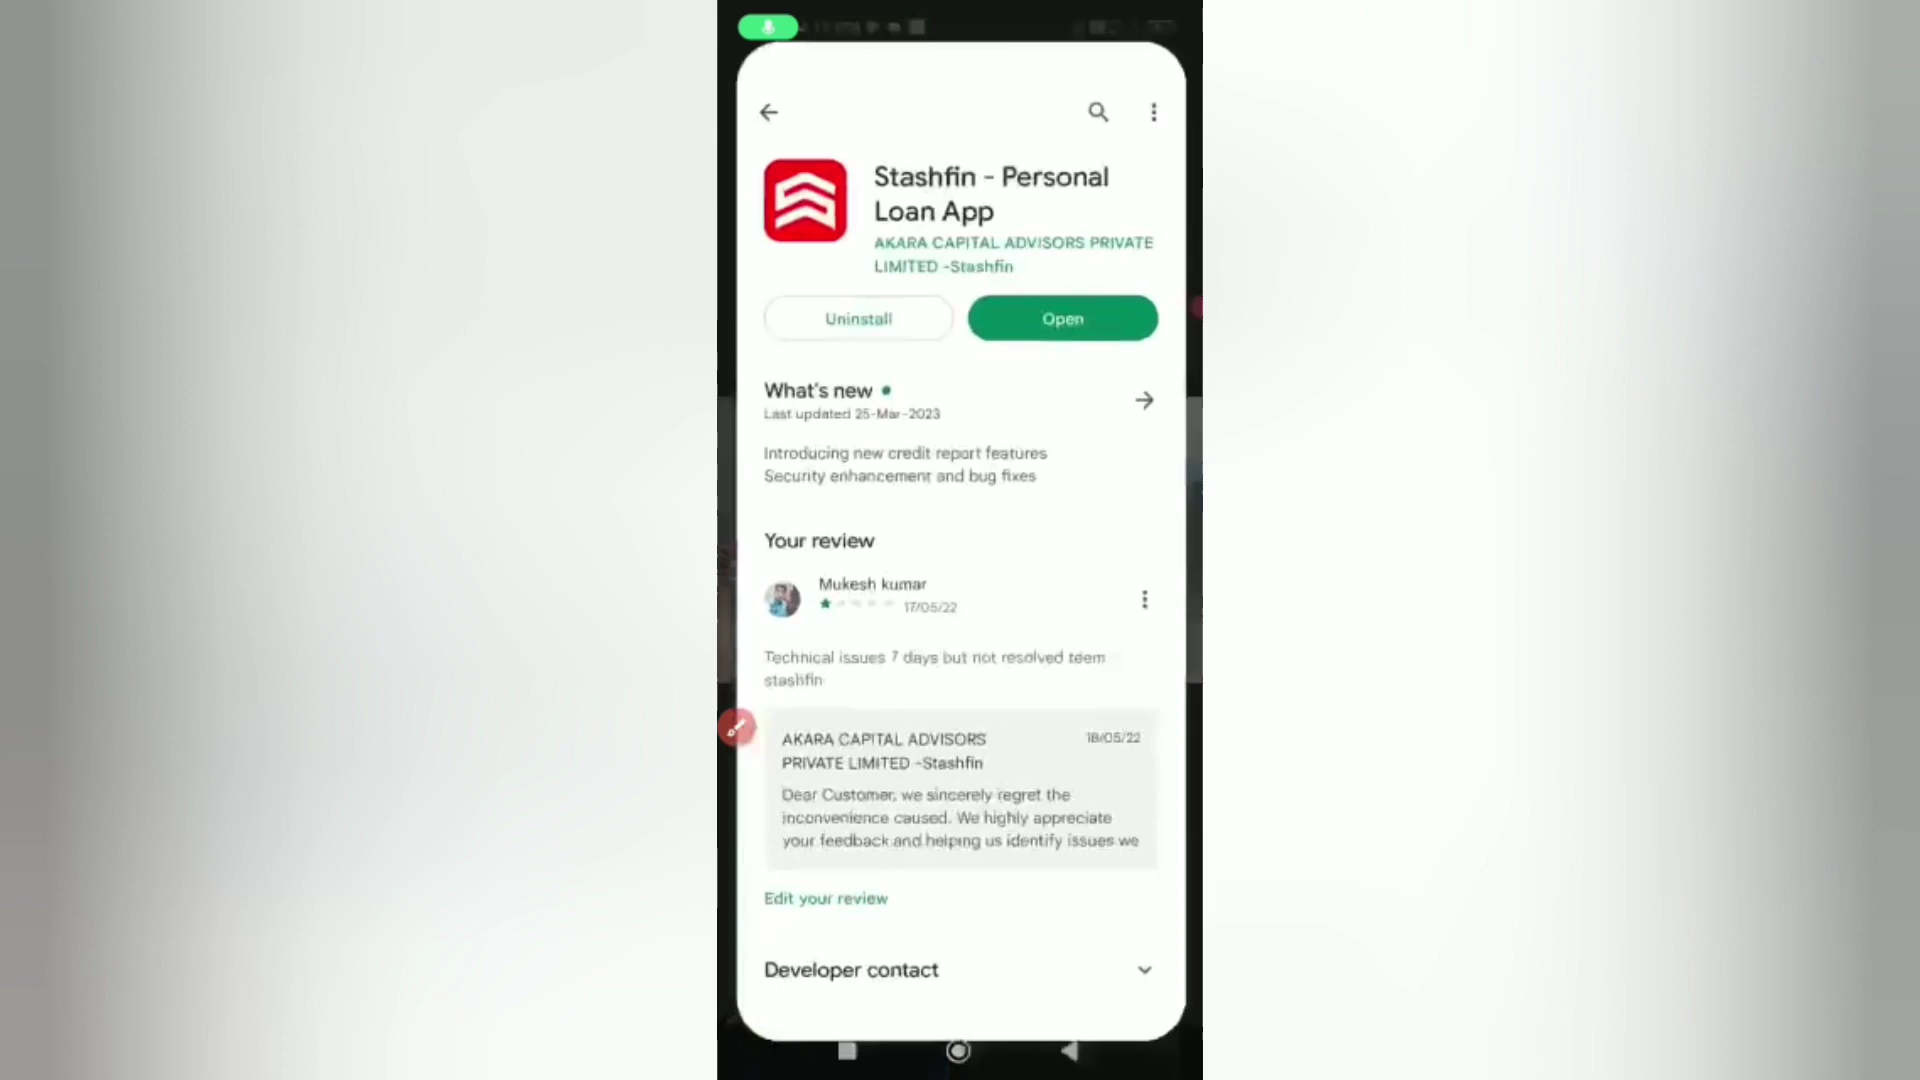 Stashfin - Personal
Loan App
AKARA CAPITAL ADVISORS PRIVATE
LIMITED -Stashfin
Uninstall
Open
What's new
Last updated 25-Mar-2023
Introducing new credit report features
Security enhancement and bug fixes
Your review
Mukesh kumar
17/05/22
Technical issues 7 days but not resolved teem
stashfin
AKARA CAPITAL ADVISORS
18/05/22
PRIVATE LIMITED -Stashfin
Dear Customer, we sincerely regret the
inconvenience caused. We highly appreciate
your feedback and helping us identify issues we
Edit your review
Developer contact